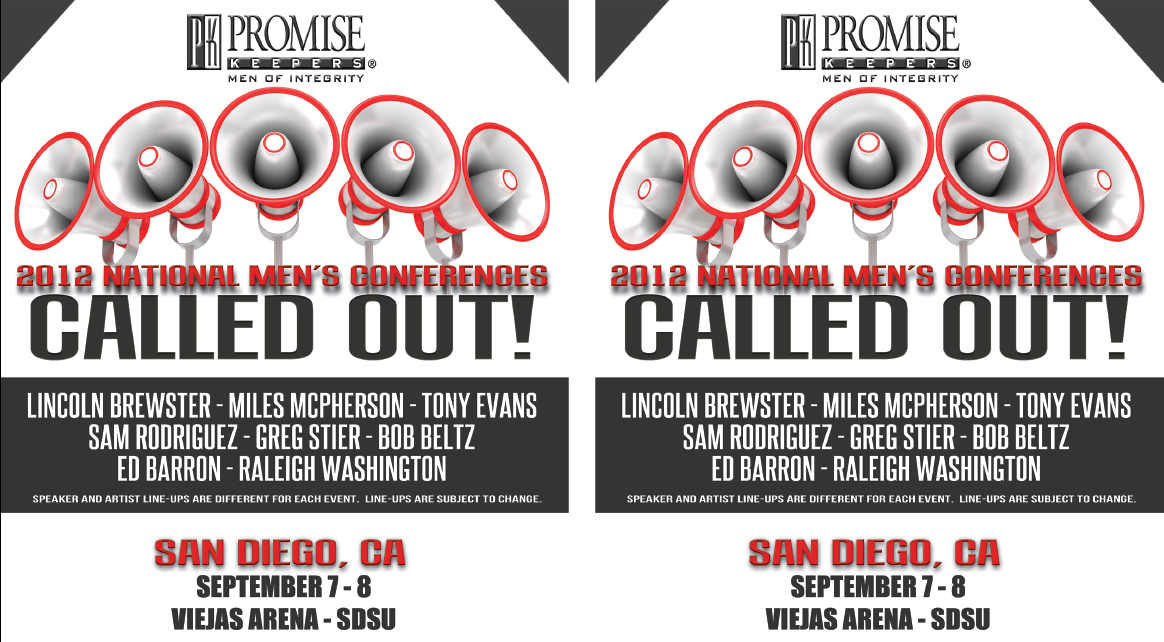 PK PROMISE
KEEPERS®
MEN OF INTEGRITY
2012 NATIONAL MEN'S CONFERENCES
CALLED OUT!
LINCOLN BREWSTER - MILES MCPHERSON - TONY EVANS
SAM RODRIGUEZ - GREG STIER - BOB BELTZ
ED BARRON - RALEIGH WASHINGTON
SPEAKER AND ARTIST LINE-UPS ARE DIFFERENT FOR EACH EVENT. LINE-UPS ARE SUBJECT TO CHANGE.
SAN DIEGO, CA
SEPTEMBER 7 - 8
VIEJAS ARENA - SDSU
PK PROMISE
KEEPERS®
MEN OF INTEGRITY
2012 NATIONAL MEN'S CONFERENCES
CALLED OUT!
LINCOLN BREWSTER - MILES MCPHERSON - TONY EVANS
SAM RODRIGUEZ - GREG STIER - BOB BELTZ
ED BARRON - RALEIGH WASHINGTON
SPEAKER AND ARTIST LINE-UPS ARE DIFFERENT FOR EACH EVENT. LINE-UPS ARE SUBJECT TO CHANGE.
SAN DIEGO, CA
SEPTEMBER 7 - 8
VIEJAS ARENA - SDSU